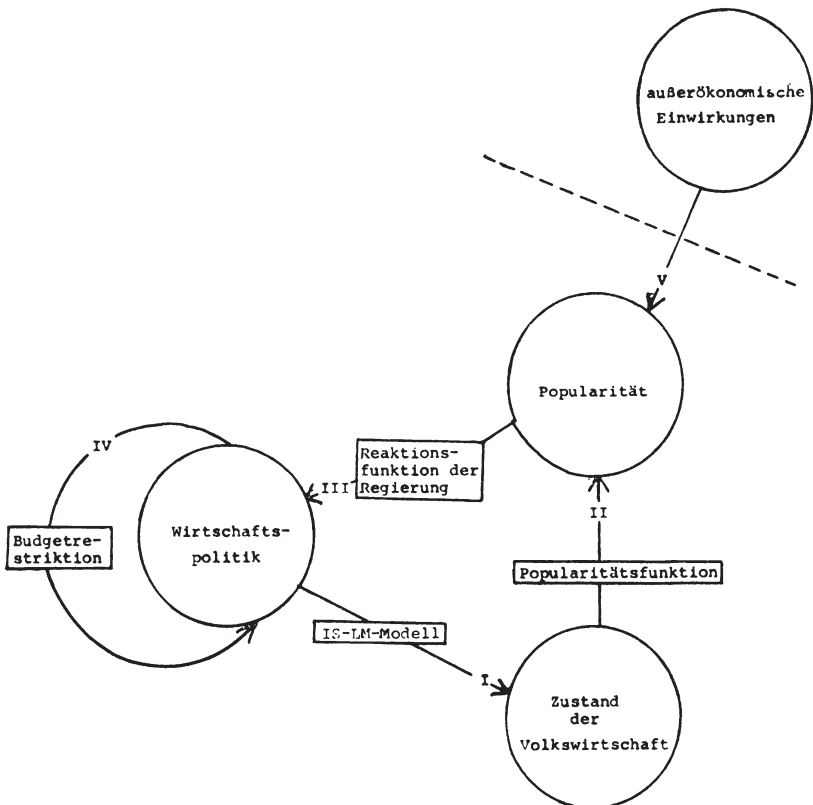 außerökonomische
Einwirkungen
V
Popularität
IV
Reaktions-
funktion der
Regierung
III
II
Wirtschafts-
politik
Budgetre-
striktion
Popularitätsfunktion
IS-LM-Modell
I
Zustand
der
Volkswirtschaft